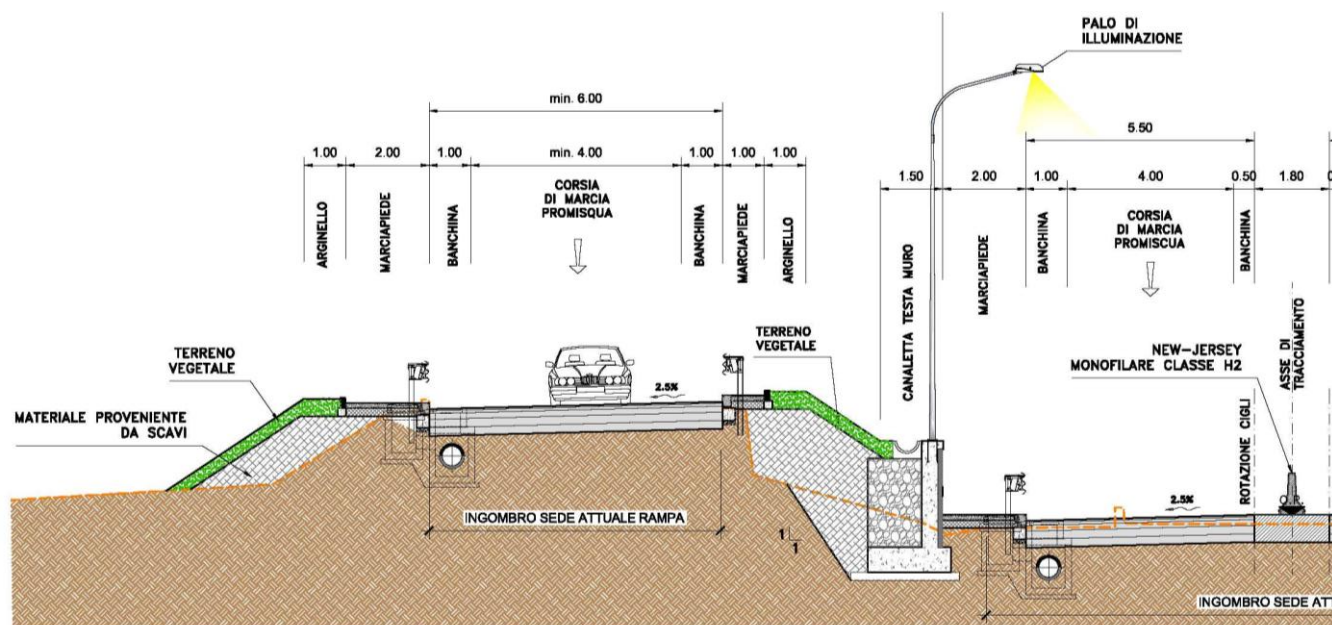 PALO DI
ILLUMINAZIONE
min. 6.00
5.50
1.00
2.00
1.00
min. 4.00
1.00
1.00
1.00
1.50
2.00
1.00
4.00
0.50
1.80
ARGINELLO
MARCIAPIEDE
BANCHINA
CORSIA
DI MARCIA
PROMISQUA
BANCHINA
MARCIAPIEDE
ARGINELLO
CANALETTA TESTA MURO
MARCIAPIEDE
BANCHINA
CORSIA
DI MARCIA
PROMISCUA
BANCHINA
TERRENO
VEGETALE
TERRENO
VEGETALE
NEW-JERSEY
MONOFILARE CLASSE H2
ASSE DI
TRACCIAMENTO
MATERIALE PROVENIENTE
DA SCAVI
2.5%
ROTAZIONE CIGLI
2.5%
INGOMBRO SEDE ATTUALE RAMPA
1
1
INGOMBRO SEDE ATT